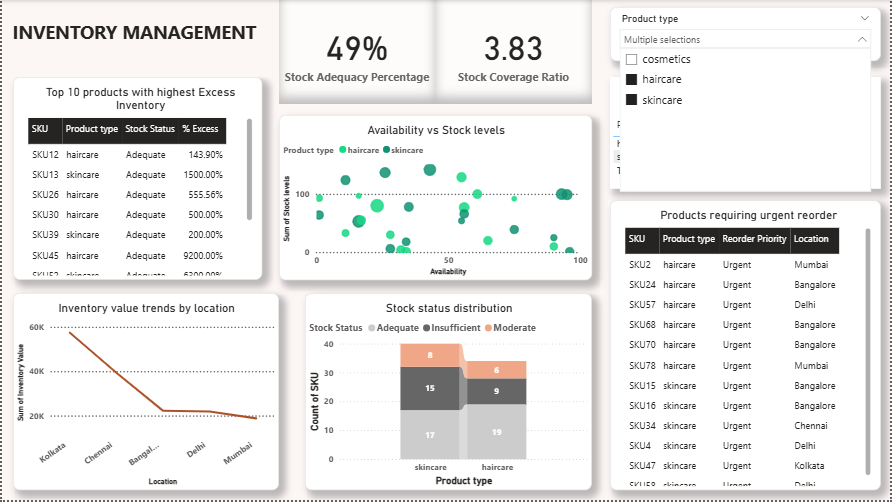 INVENTORY MANAGEMENT
49%
Stock Adequacy Percentage
3.83
Stock Coverage Ratio
Product type
Multiple selections
cosmetics
haircare
skincare
Top 10 products with highest Excess
Inventory
SKU Product type Stock Status % Excess
SKU12 haircare Adequate 143.90%
SKU13 skincare Adequate 1500.00%
SKU26 haircare Adequate 555.56%
SKU30 haircare Adequate 500.00%
SKU39 skincare Adequate 200.00%
SKU45 haircare Adequate 9200.00%
Availability vs Stock levels
Product type haircare skincare
Sum of Stock levels
100
0
0 50 100
Availability
Products requiring urgent reorder
SKU Product type Reorder Priority Location
SKU2 haircare Urgent Mumbai
SKU24 haircare Urgent Bangalore
SKU57 haircare Urgent Delhi
SKU68 haircare Urgent Bangalore
SKU70 haircare Urgent Bangalore
SKU78 haircare Urgent Mumbai
SKU15 skincare Urgent Bangalore
SKU16 skincare Urgent Bangalore
SKU34 skincare Urgent Chennai
SKU4 skincare Urgent Delhi
SKU47 skincare Urgent Kolkata
SKU58 skincare Urgent Delhi
Inventory value trends by location
Sum of Inventory Value
60K
40K
20K
Kolkata Chennai Bangal... Delhi Mumbai
Location
Stock status distribution
Stock Status Adequate Insufficient Moderate
Count of SKU
40
30
20
10
0
8
15
17
6
9
19
skincare haircare
Product type